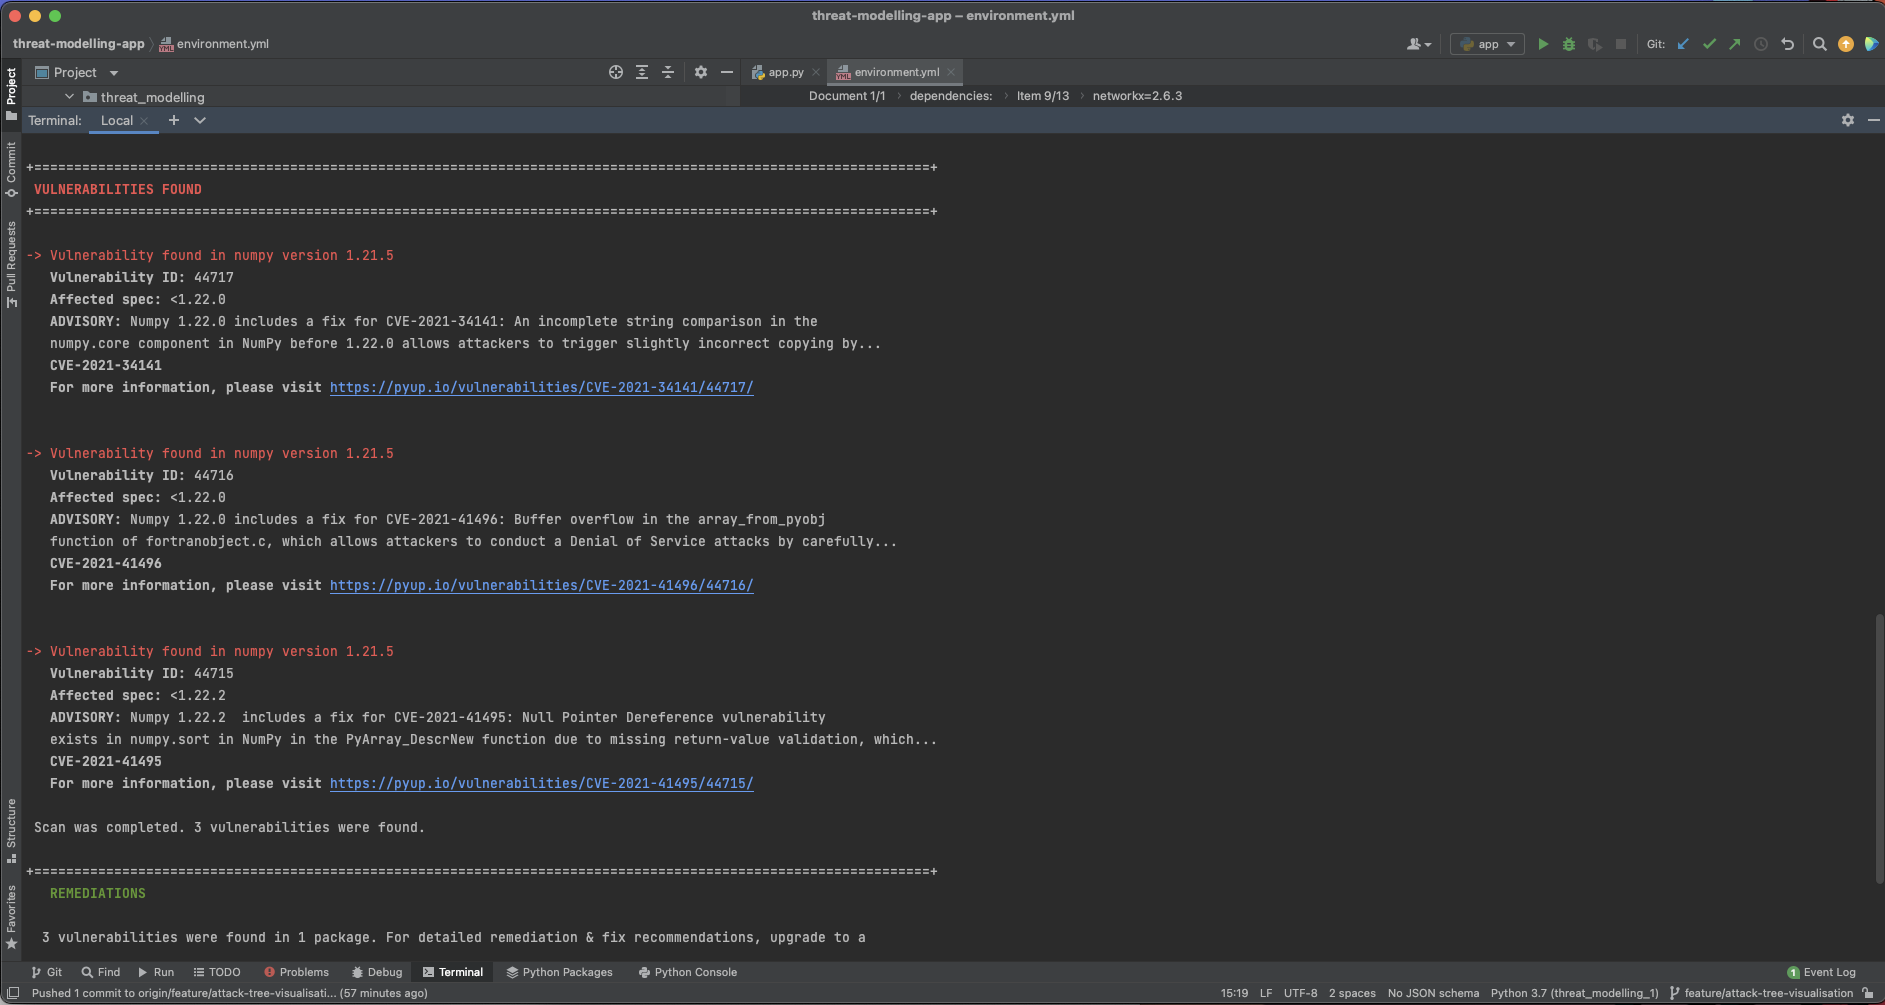 threat-modelling-app – environment.yml
threat-modelling-app environment.yml
app
Git:
Project
app.py
environment.yml
threat_modelling
Document 1/1 dependencies: Item 9/13 networkx=2.6.3
Terminal: Local
Project
Commit
Pull Requests
Structure
Favorites
+================================================================================================================+
VULNERABILITIES FOUND
+================================================================================================================+
-> Vulnerability found in numpy version 1.21.5
Vulnerability ID: 44717
Affected spec: <1.22.0
ADVISORY: Numpy 1.22.0 includes a fix for CVE-2021-34141: An incomplete string comparison in the
numpy.core component in NumPy before 1.22.0 allows attackers to trigger slightly incorrect copying by...
CVE-2021-34141
For more information, please visit https://pyup.io/vulnerabilities/CVE-2021-34141/44717/
-> Vulnerability found in numpy version 1.21.5
Vulnerability ID: 44716
Affected spec: <1.22.0
ADVISORY: Numpy 1.22.0 includes a fix for CVE-2021-41496: Buffer overflow in the array_from_pyobj
function of fortranobject.c, which allows attackers to conduct a Denial of Service attacks by carefully...
CVE-2021-41496
For more information, please visit https://pyup.io/vulnerabilities/CVE-2021-41496/44716/
-> Vulnerability found in numpy version 1.21.5
Vulnerability ID: 44715
Affected spec: <1.22.2
ADVISORY: Numpy 1.22.2  includes a fix for CVE-2021-41495: Null Pointer Dereference vulnerability
exists in numpy.sort in NumPy in the PyArray_DescrNew function due to missing return-value validation, which...
CVE-2021-41495
For more information, please visit https://pyup.io/vulnerabilities/CVE-2021-41495/44715/
Scan was completed. 3 vulnerabilities were found.
+================================================================================================================+
REMEDIATIONS
3 vulnerabilities were found in 1 package. For detailed remediation & fix recommendations, upgrade to a
Git Find Run TODO Problems Debug Terminal Python Packages Python Console 1 Event Log
Pushed 1 commit to origin/feature/attack-tree-visualisati... (57 minutes ago) 15:19 LF UTF-8 2 spaces No JSON schema Python 3.7 (threat_modelling_1) feature/attack-tree-visualisation